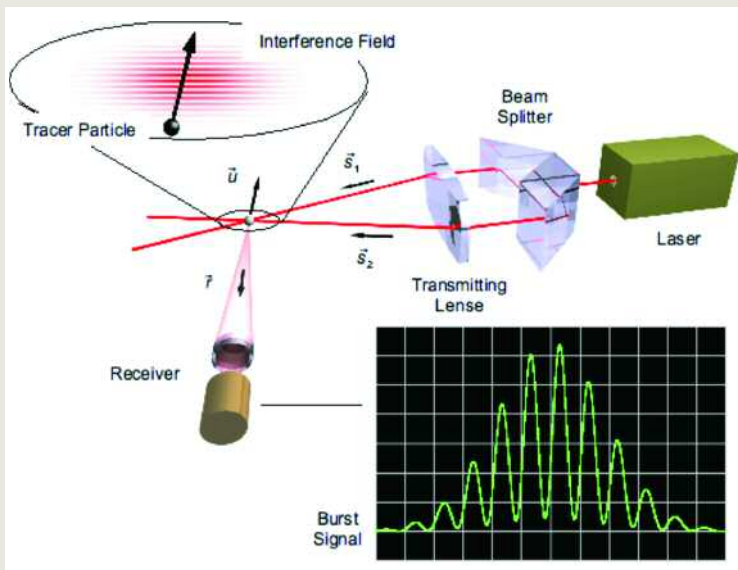 Interference Field
Tracer Particle
Beam
Splitter
Laser
Transmitting
Lense
Receiver
Burst
Signal
u⃗
s⃗₁
s⃗₂
r⃗